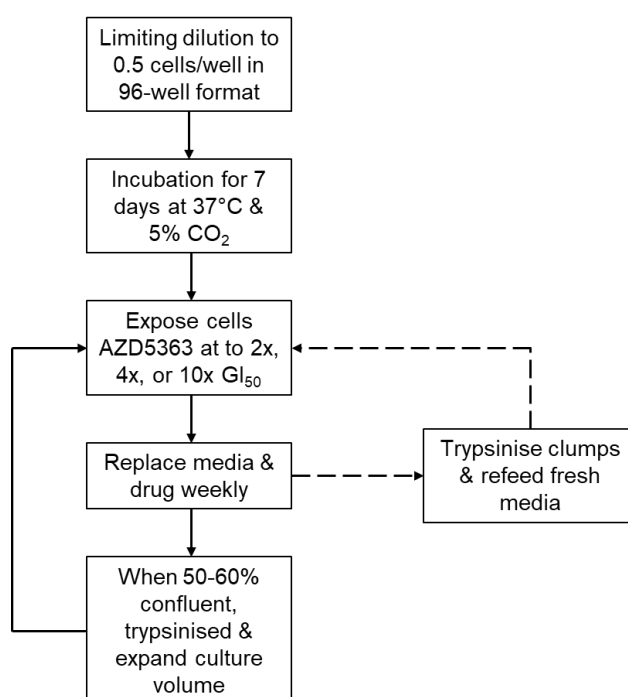 Limiting dilution to
0.5 cells/well in
96-well format
Incubation for 7
days at 37°C &
5% CO₂
Expose cells
AZD5363 at to 2x,
4x, or 10x GI₅₀
Replace media &
drug weekly
Trypsinise clumps
& refeed fresh
media
When 50-60%
confluent,
trypsinised &
expand culture
volume